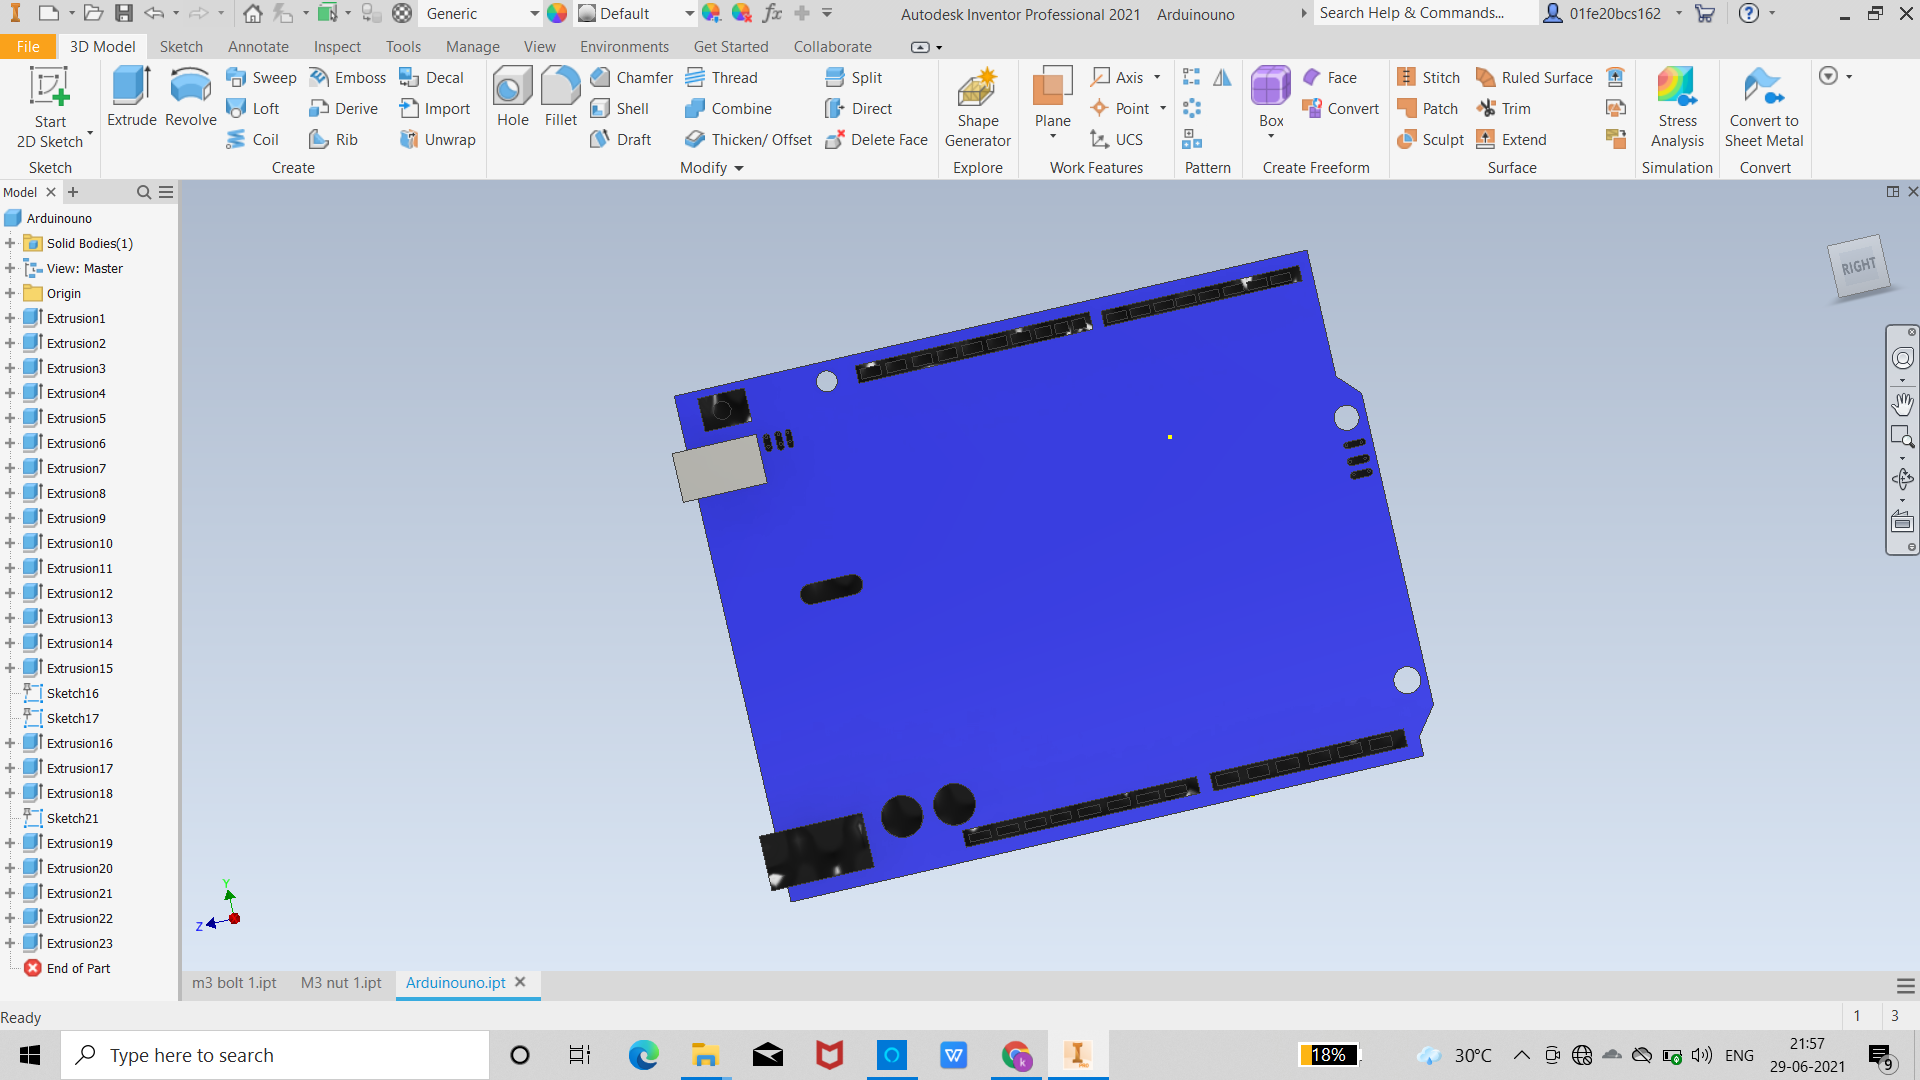 Generic
Default
Autodesk Inventor Professional 2021 Arduinouno
Search Help & Commands...
01fe20bcs162
File 3D Model Sketch Annotate Inspect Tools Manage View Environments Get Started Collaborate
Start
2D Sketch
Sketch
Extrude
Revolve
Sweep
Loft
Coil
Emboss
Derive
Rib
Decal
Import
Unwrap
Create
Hole
Fillet
Chamfer
Shell
Draft
Thread
Combine
Thicken/ Offset
Split
Direct
Delete Face
Modify
Shape
Generator
Explore
Plane
Axis
Point
UCS
Work Features
Pattern
Box
Face
Convert
Create Freeform
Stitch
Patch
Sculpt
Ruled Surface
Trim
Extend
Surface
Stress
Analysis
Simulation
Convert to
Sheet Metal
Convert
Model
Arduinouno
Solid Bodies(1)
View: Master
Origin
Extrusion1
Extrusion2
Extrusion3
Extrusion4
Extrusion5
Extrusion6
Extrusion7
Extrusion8
Extrusion9
Extrusion10
Extrusion11
Extrusion12
Extrusion13
Extrusion14
Extrusion15
Sketch16
Sketch17
Extrusion16
Extrusion17
Extrusion18
Sketch21
Extrusion19
Extrusion20
Extrusion21
Extrusion22
Extrusion23
End of Part
RIGHT
Y
Z
m3 bolt 1.ipt M3 nut 1.ipt Arduinouno.ipt
Ready
1 3
Type here to search
18%
30°C
ENG
21:57
29-06-2021
9